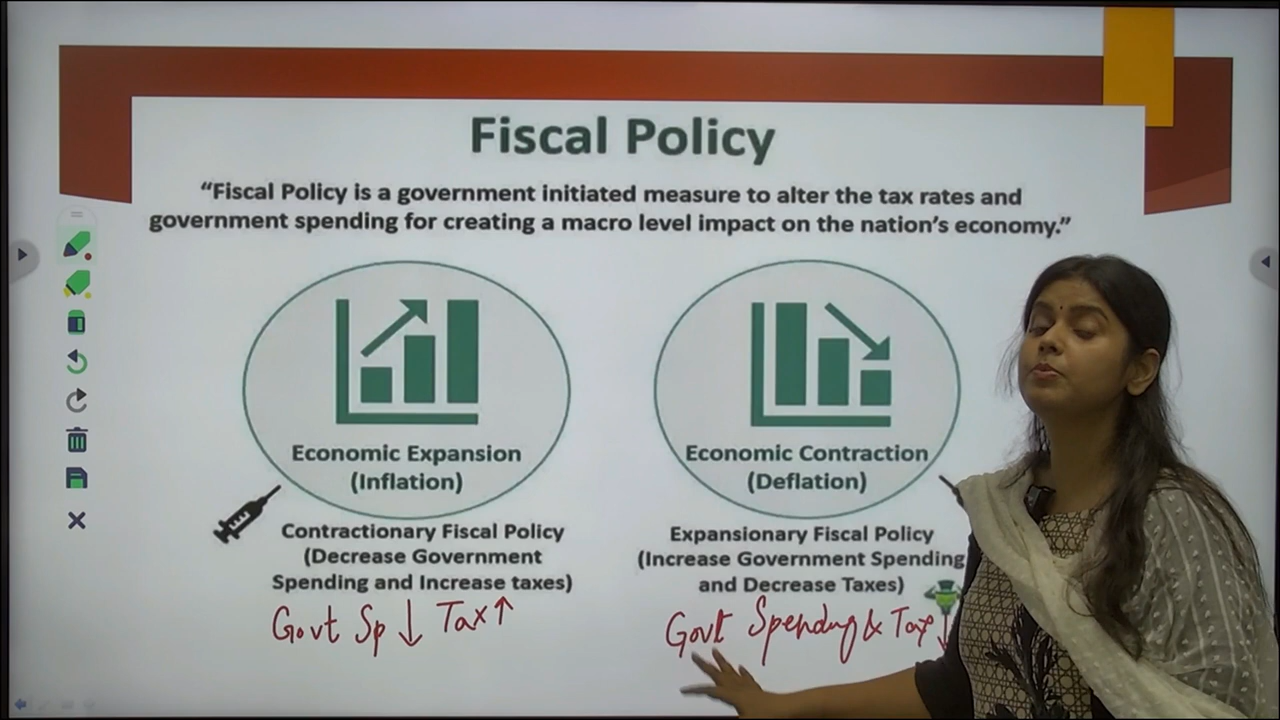 Fiscal Policy
“Fiscal Policy is a government initiated measure to alter the tax rates and
government spending for creating a macro level impact on the nation’s economy.”
Economic Expansion
(Inflation)
Contractionary Fiscal Policy
(Decrease Government
Spending and Increase taxes)
Govt Sp ↓ Tax ↑
Economic Contraction
(Deflation)
Expansionary Fiscal Policy
(Increase Government Spending
and Decrease Taxes)
Govt Spending & Tax ↓